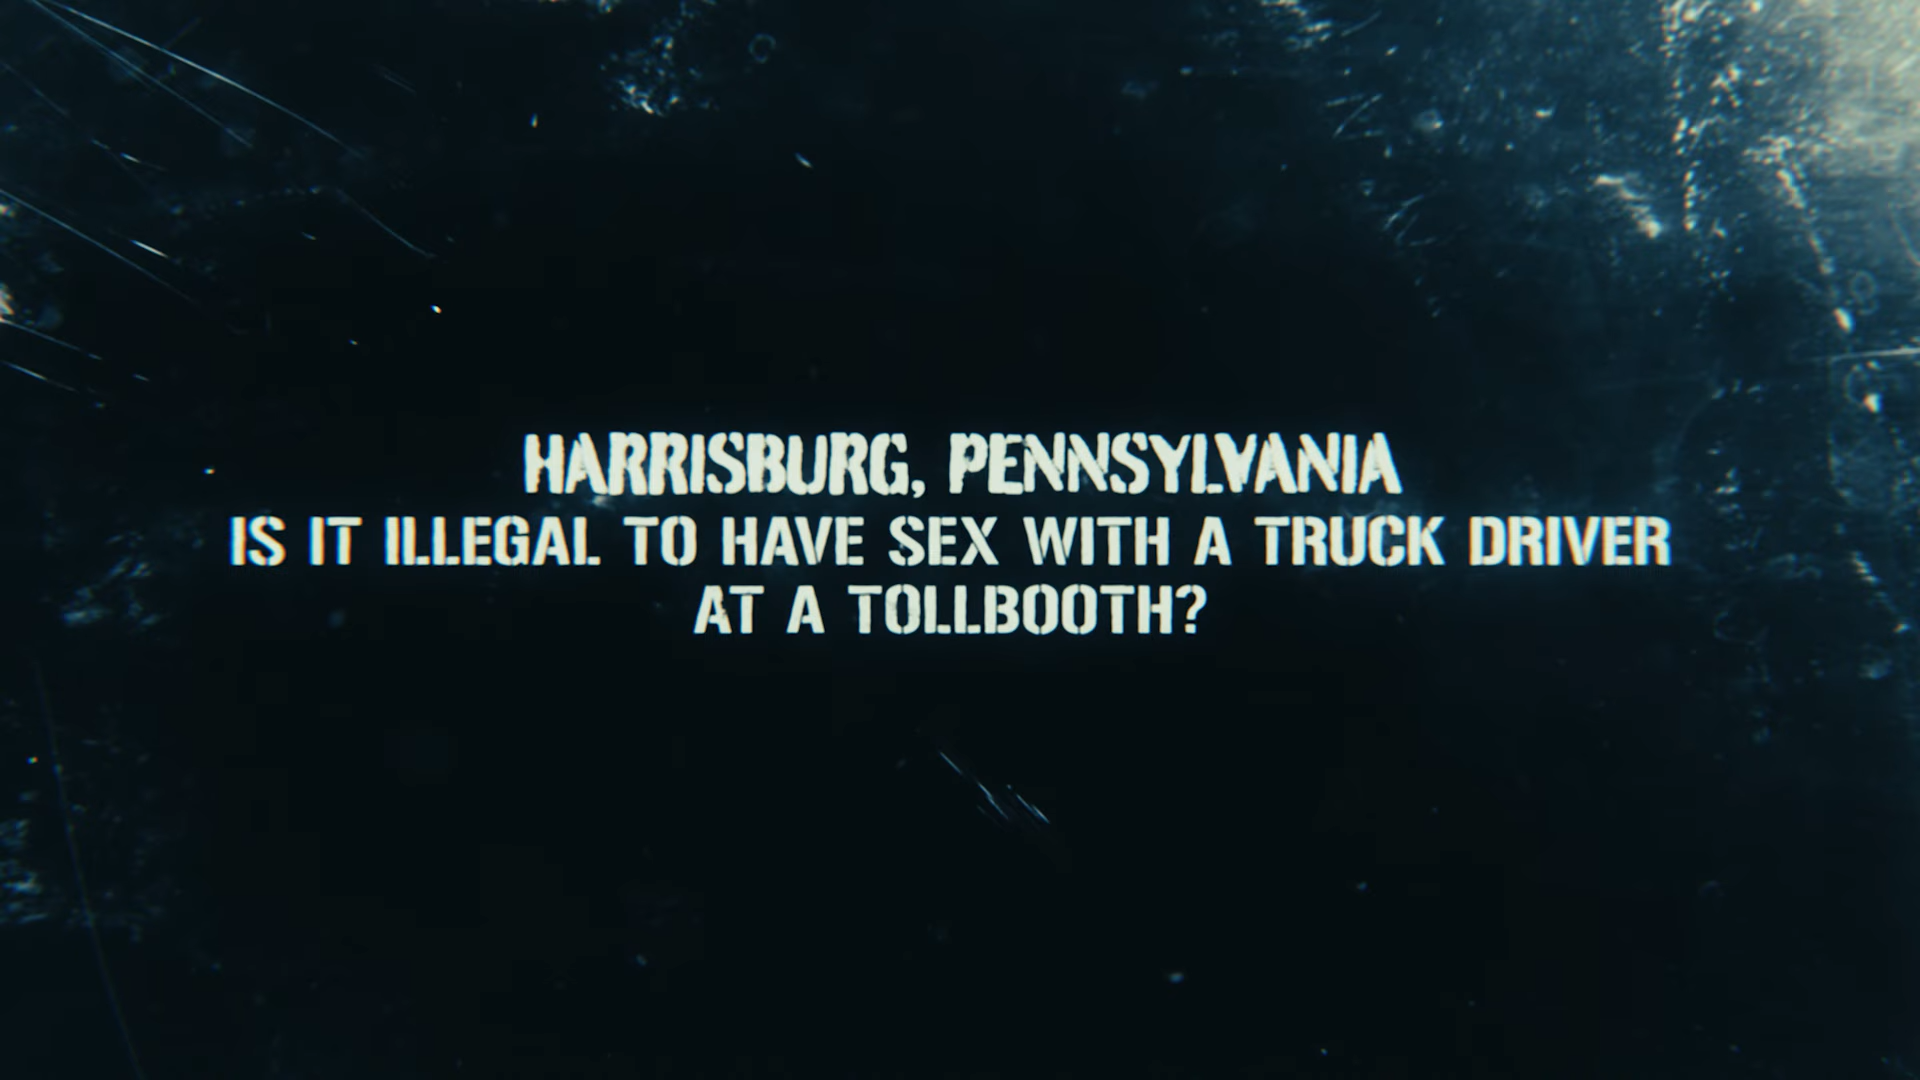 HARRISBURG, PENNSYLVANIA
IS IT ILLEGAL TO HAVE SEX WITH A TRUCK DRIVER
AT A TOLLBOOTH?